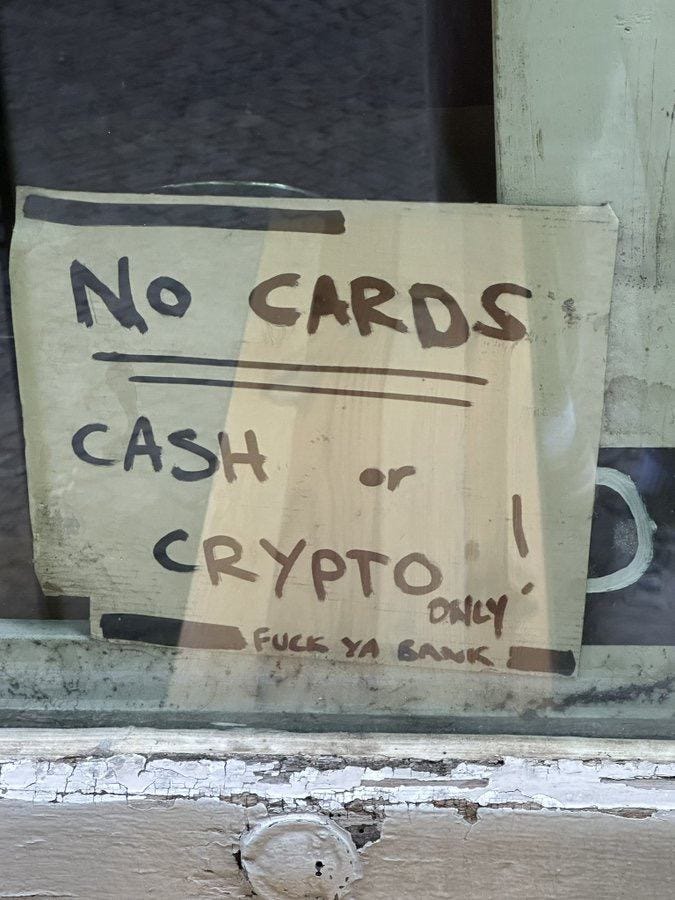 No CARDS
CASH or
CRYPTO !
ONLY
FUCK YA BANK